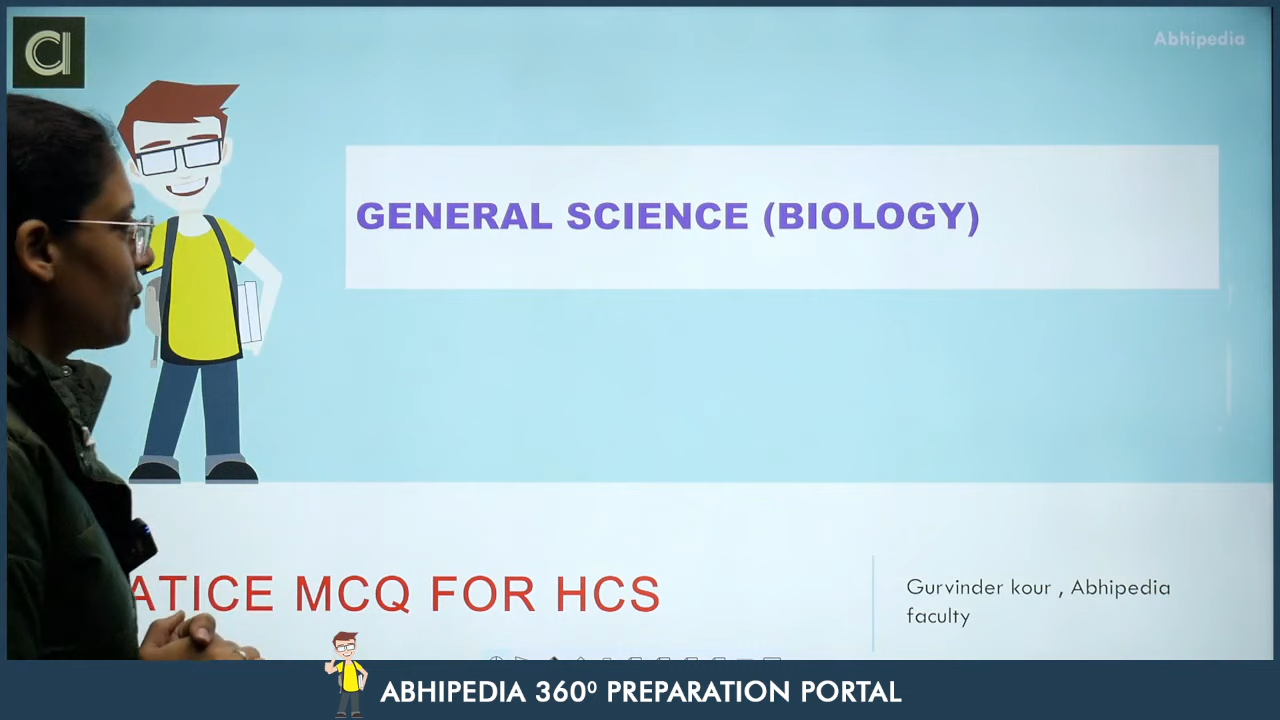 Abhipedia
GENERAL SCIENCE (BIOLOGY)
ATICE MCQ FOR HCS
Gurvinder kour , Abhipedia
faculty
ABHIPEDIA 360⁰ PREPARATION PORTAL